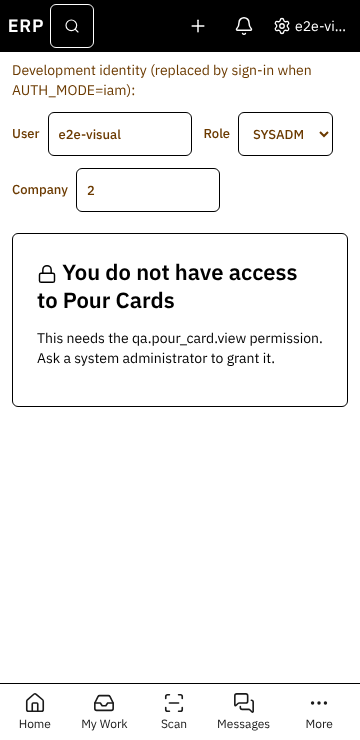 ERP
e2e-vi...
Development identity (replaced by sign-in when
AUTH_MODE=iam):
User e2e-visual Role SYSADM
Company 2
You do not have access
to Pour Cards
This needs the qa.pour_card.view permission.
Ask a system administrator to grant it.
Home My Work Scan Messages More